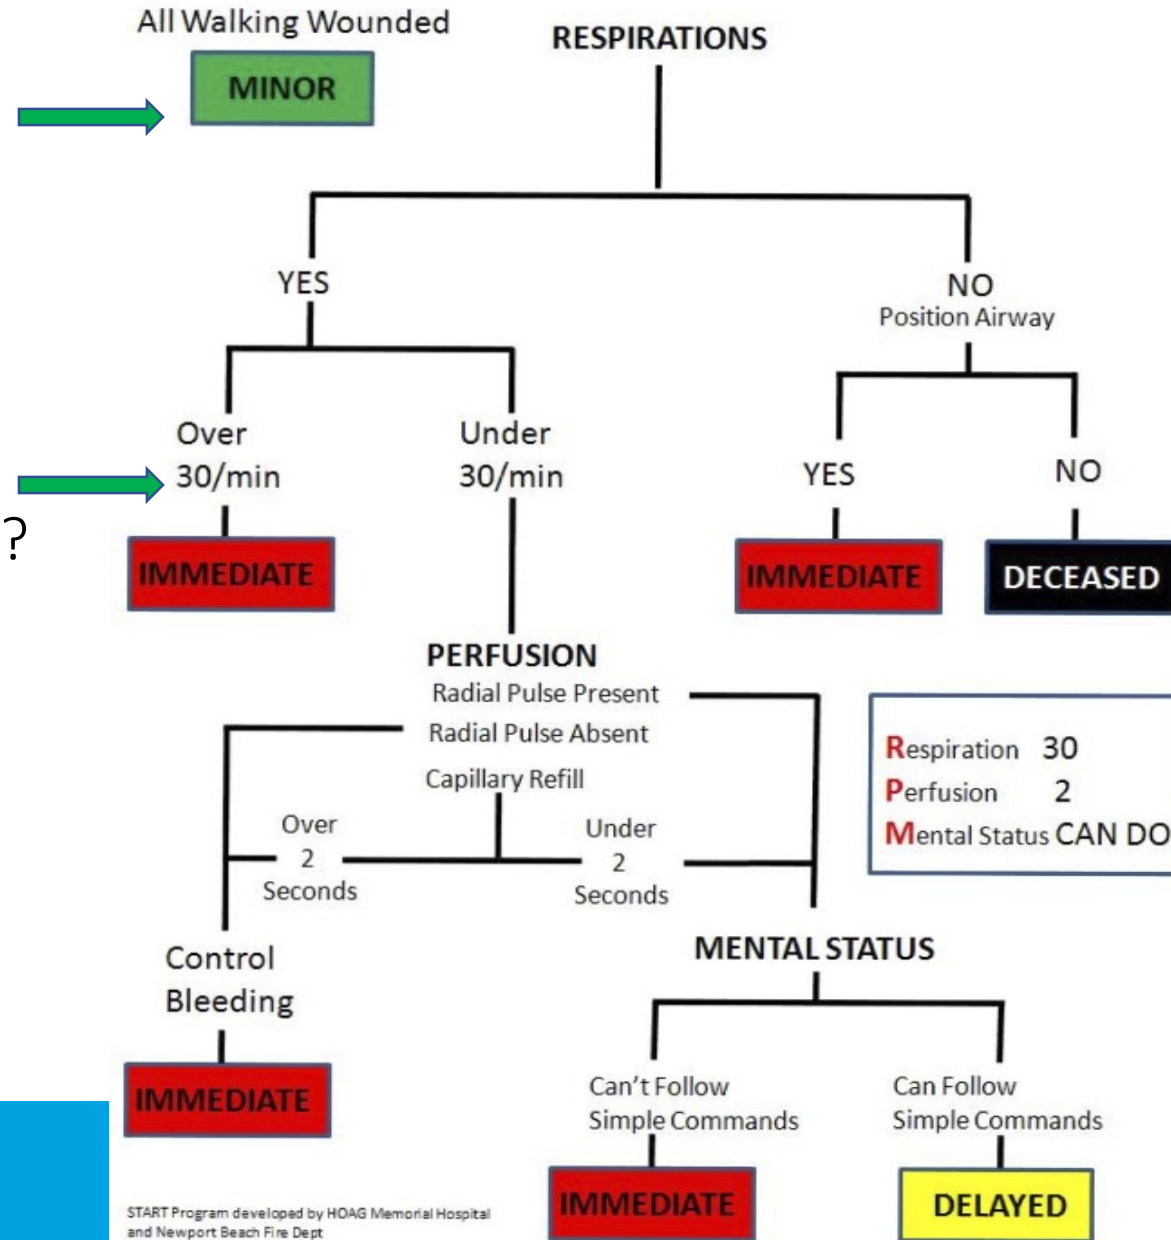 All Walking Wounded
MINOR
RESPIRATIONS
YES
NO
Position Airway
Over
30/min
Under
30/min
?
IMMEDIATE
YES
NO
IMMEDIATE
DECEASED
PERFUSION
Radial Pulse Present
Radial Pulse Absent
Capillary Refill
Over
2
Seconds
Under
2
Seconds
Respiration 30
Perfusion 2
Mental Status CAN DO
Control
Bleeding
IMMEDIATE
MENTAL STATUS
Can't Follow
Simple Commands
Can Follow
Simple Commands
IMMEDIATE
DELAYED
START Program developed by HOAG Memorial Hospital
and Newport Beach Fire Dept